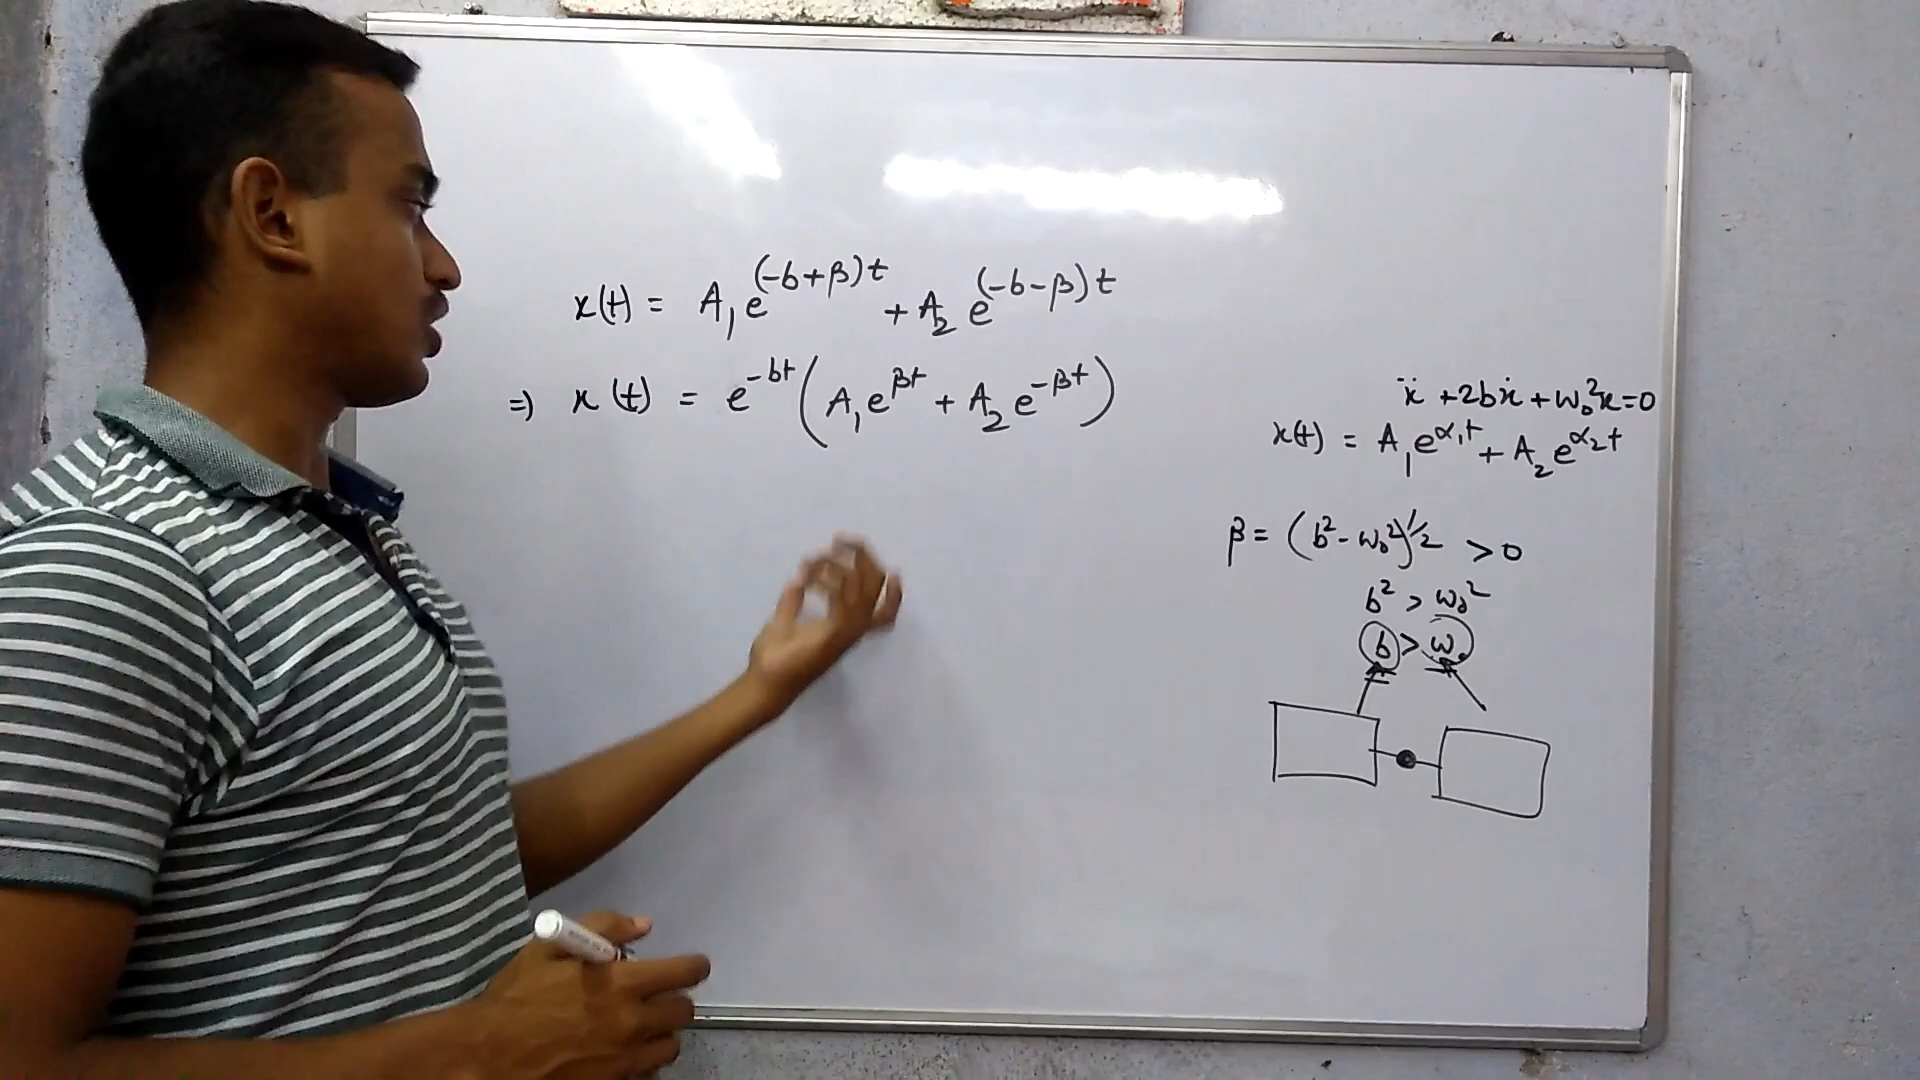 x(t) = A₁e^(-b+β)t + A₂e^(-b-β)t
⇒ x(t) = e^-bt (A₁e^βt + A₂e^-βt)
ẍ + 2bẋ + ω₀²x = 0
x(t) = A₁e^α₁t + A₂e^α₂t
β = (b² - ω₀²)^1/2 > 0
b² > ω₀²
b > ω₀